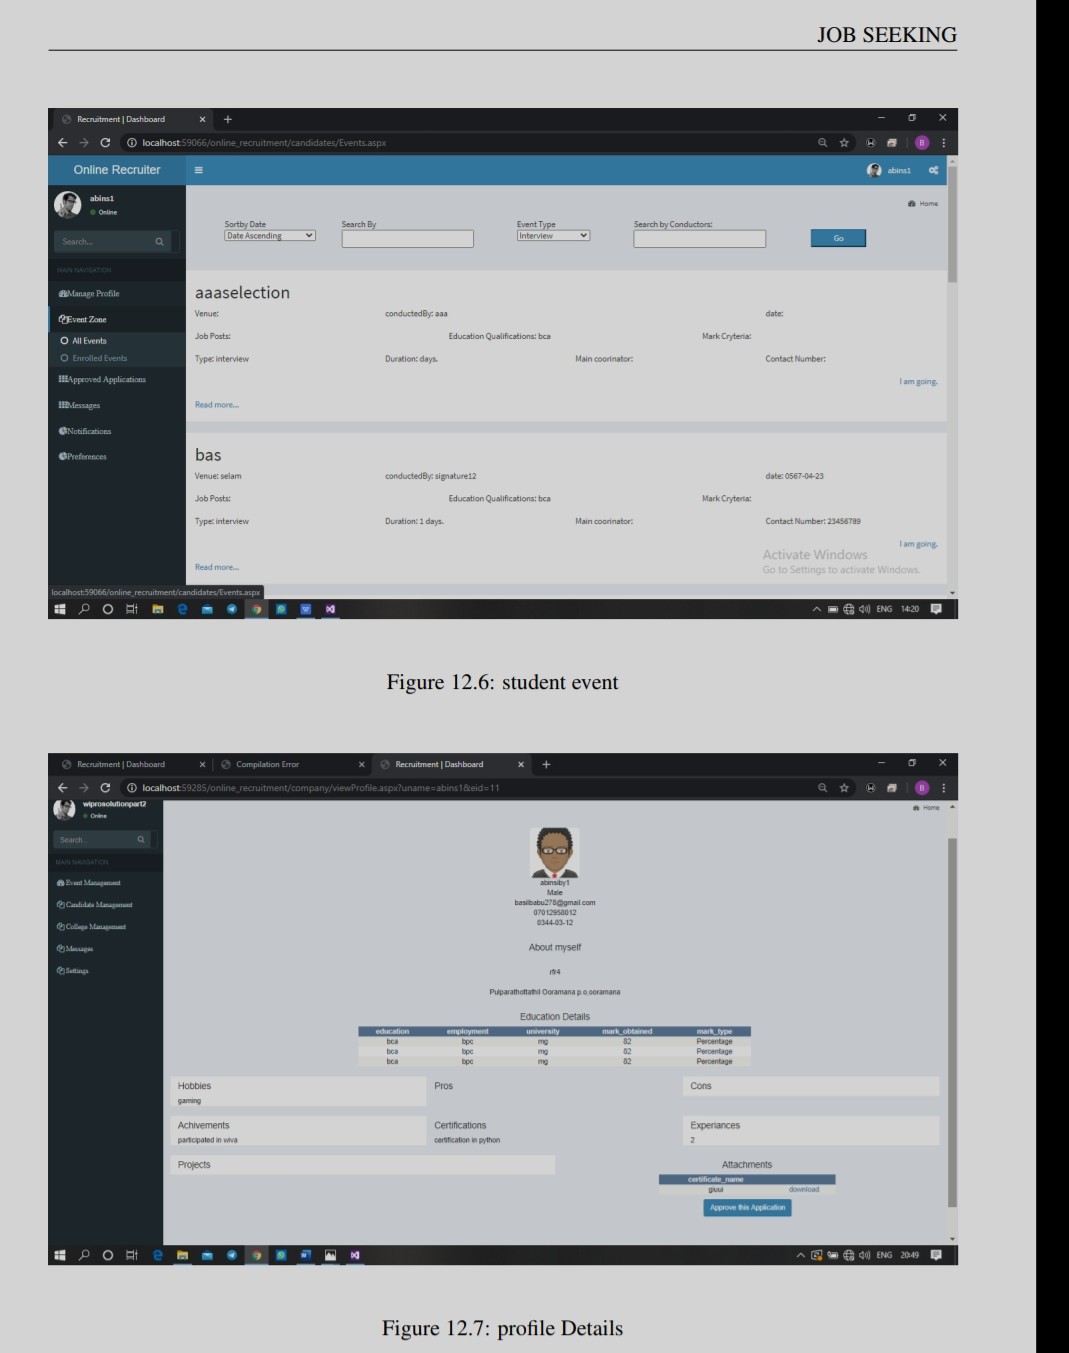 JOB SEEKING
Recruitment | Dashboard
localhost:59066/online_recruitment/candidates/Events.aspx
Online Recruiter
abins1
abins1
Online
Home
Search...
Sortby Date
Search By
Event Type
Search by Conductors:
Date Ascending
Interview
Go
MAIN NAVIGATION
Manage Profile
Event Zone
All Events
Enrolled Events
Approved Applications
Messages
Notifications
Preferences
aaaselection
Venue:
conductedBy: aaa
date:
Job Posts:
Education Qualifications: bca
Mark Cryteria:
Type: interview
Duration: days.
Main coorinator:
Contact Number:
I am going.
Read more...
bas
Venue: selam
conductedBy: signature12
date: 0567-04-23
Job Posts:
Education Qualifications: bca
Mark Cryteria:
Type: interview
Duration: 1 days.
Main coorinator:
Contact Number: 23456789
I am going.
Read more...
Activate Windows
Go to Settings to activate Windows.
localhost:59066/online_recruitment/candidates/Events.aspx
ENG 14:20
Figure 12.6: student event
Recruitment | Dashboard
Compilation Error
Recruitment | Dashboard
localhost:59285/online_recruitment/company/viewProfile.aspx?uname=abins1&eid=11
wiprosolutionpart2
Online
Home
Search...
MAIN NAVIGATION
Event Management
Candidate Management
College Management
Messages
Settings
abinsiby1
Male
basilbabu278@gmail.com
07012958012
0344-03-12
About myself
Pulparathottathil Ooramana p.o.ooramana
Education Details
education employment university mark_obtained mark_type
bca bpc mg 82 Percentage
bca bpc mg 82 Percentage
bca bpc mg 82 Percentage
Hobbies
gaming
Pros
Cons
Achivements
participated in wiva
Certifications
certification in python
Experiances
2
Projects
Attachments
certificate_name
giuui download
Approve this Application
ENG 20:49
Figure 12.7: profile Details